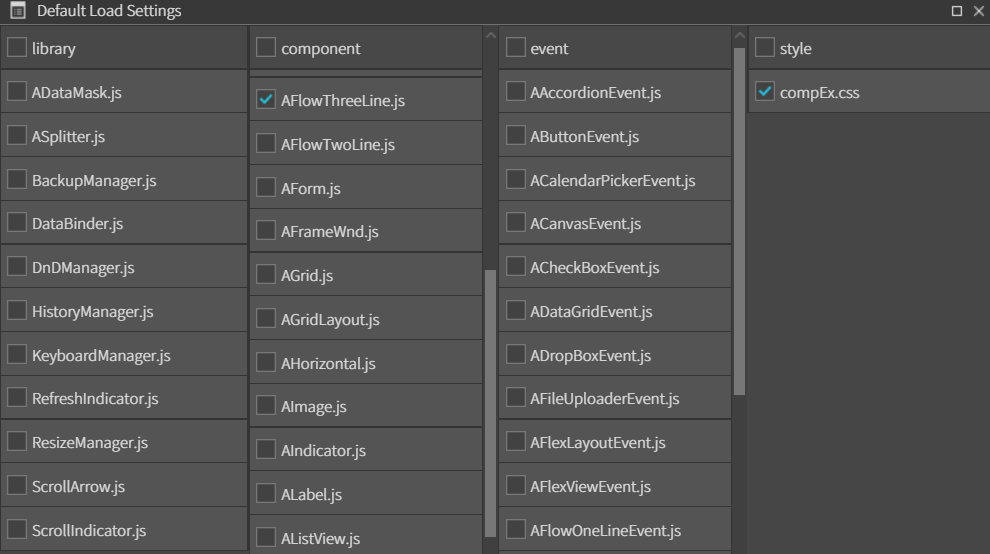 Default Load Settings
library
ADataMask.js
ASplitter.js
BackupManager.js
DataBinder.js
DnDManager.js
HistoryManager.js
KeyboardManager.js
RefreshIndicator.js
ResizeManager.js
ScrollArrow.js
ScrollIndicator.js
component
AFlowThreeLine.js
AFlowTwoLine.js
AForm.js
AFrameWnd.js
AGrid.js
AGridLayout.js
AHorizontal.js
AImage.js
AIndicator.js
ALabel.js
AListView.js
event
AAccordionEvent.js
AButtonEvent.js
ACalendarPickerEvent.js
ACanvasEvent.js
ACheckBoxEvent.js
ADataGridEvent.js
ADropBoxEvent.js
AFileUploaderEvent.js
AFlexLayoutEvent.js
AFlexViewEvent.js
AFlowOneLineEvent.js
style
compEx.css